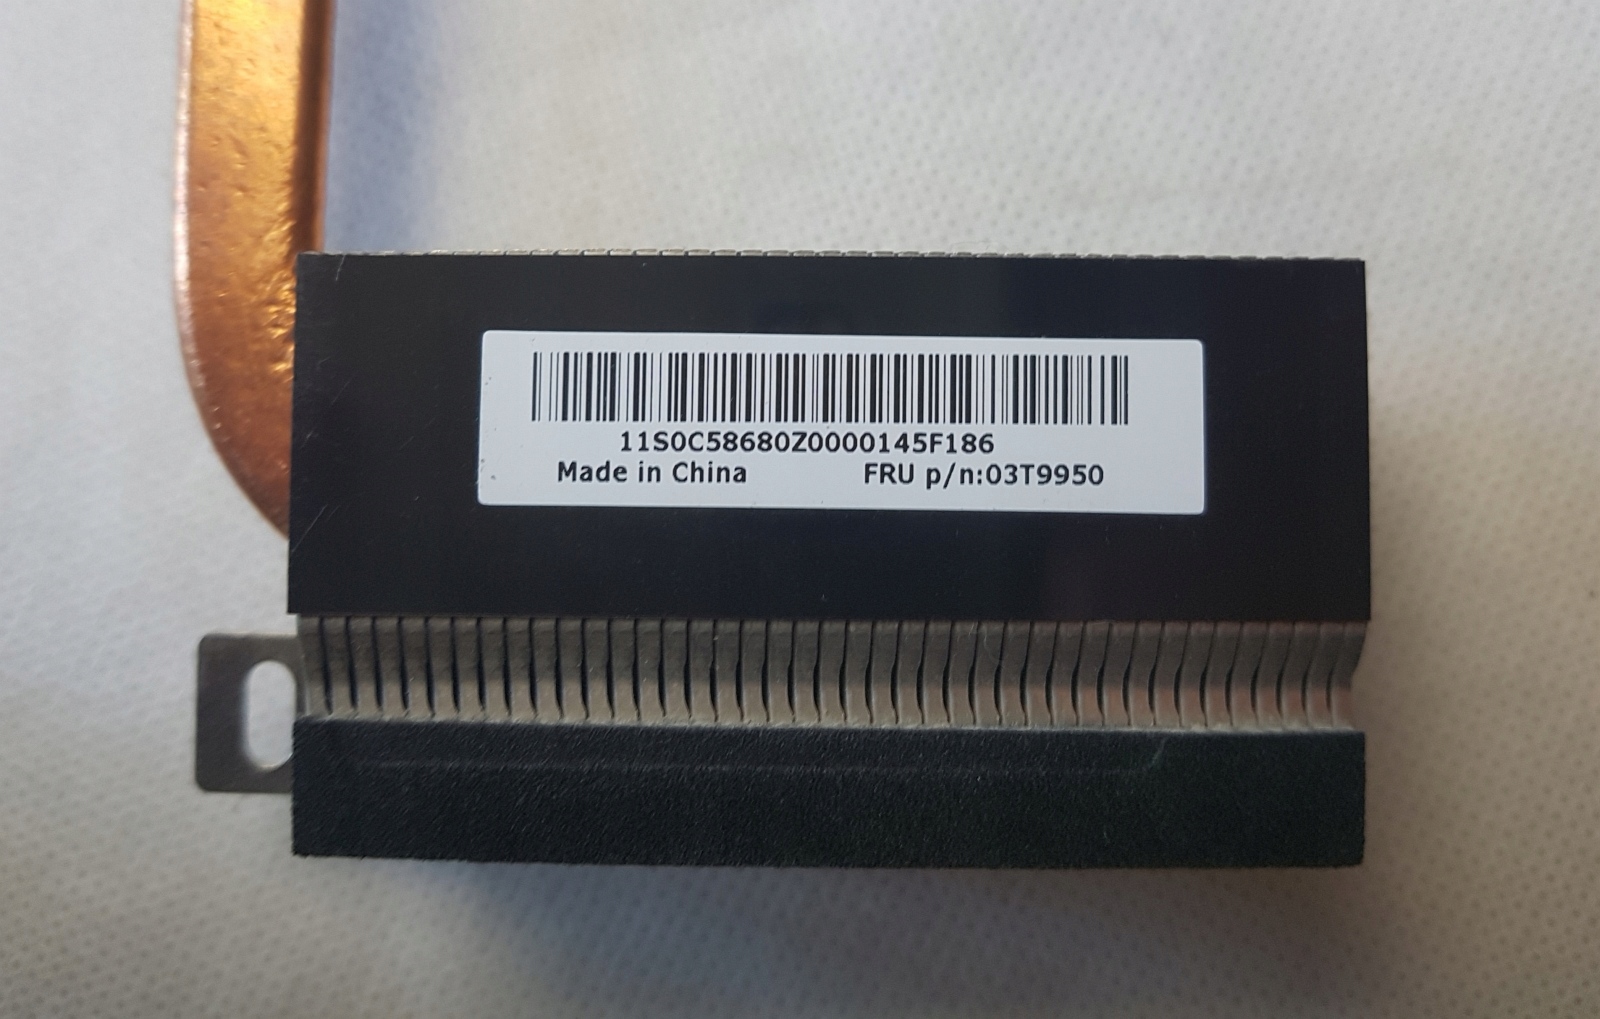 11S0C58680Z0000145F186
Made in China FRU p/n:03T9950